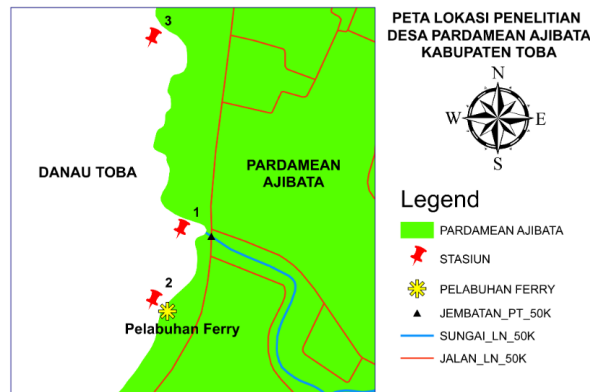 PETA LOKASI PENELITIAN
DESA PARDAMEAN AJIBATA
KABUPATEN TOBA
N
W
E
S
3
DANAU TOBA
PARDAMEAN
AJIBATA
1
2
Pelabuhan Ferry
Legend
PARDAMEAN AJIBATA
STASIUN
PELABUHAN FERRY
JEMBATAN_PT_50K
SUNGAI_LN_50K
JALAN_LN_50K